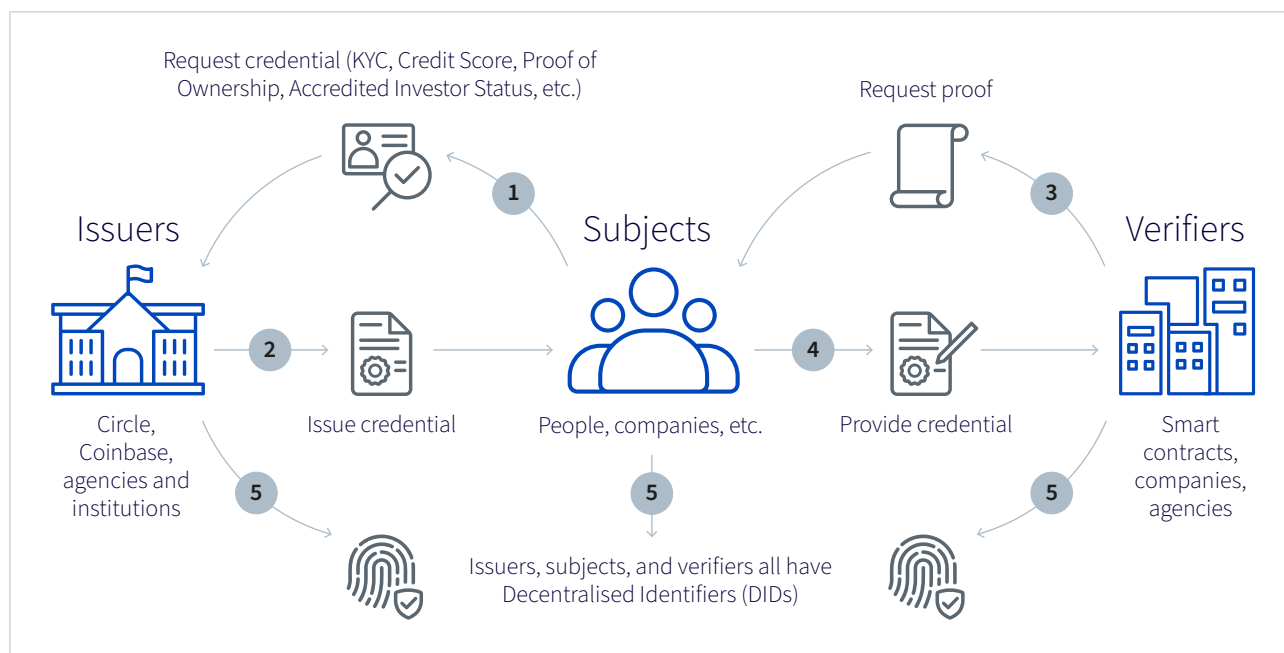 Request credential (KYC, Credit Score, Proof of
Ownership, Accredited Investor Status, etc.)
Request proof
1
3
Issuers
Subjects
Verifiers
2
4
Issue credential
Provide credential
Circle,
Coinbase,
agencies and
institutions
People, companies, etc.
Smart
contracts,
companies,
agencies
5
5
5
Issuers, subjects, and verifiers all have
Decentralised Identifiers (DIDs)